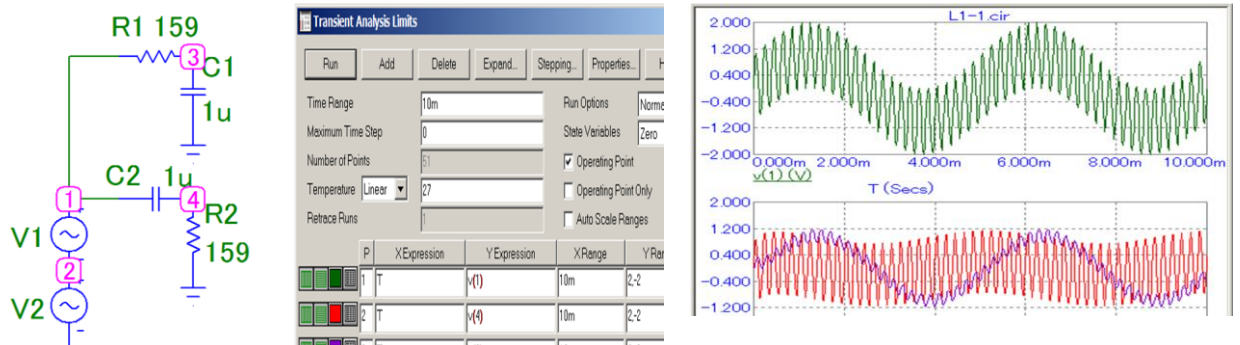 R1 159
3
C1
1u
C2
1u
1
4
R2
V1
159
2
V2
Transient Analysis Limits
Run Add Delete Expand... Stepping... Properties... H
Time Range 10m Run Options Norma
Maximum Time Step 0 State Variables Zero
Number of Points 51 Operating Point
Temperature Linear 27 Operating Point Only
Retrace Runs 1 Auto Scale Ranges
P X Expression Y Expression X Range Y Ran
1 T v(1) 10m 2,-2
2 T v(4) 10m 2,-2
L1-1.cir
2.000
1.200
0.400
-0.400
-1.200
-2.000
0.000m 2.000m 4.000m 6.000m 8.000m 10.000m
v(1) (V)
T (Secs)
2.000
1.200
0.400
-0.400
-1.200